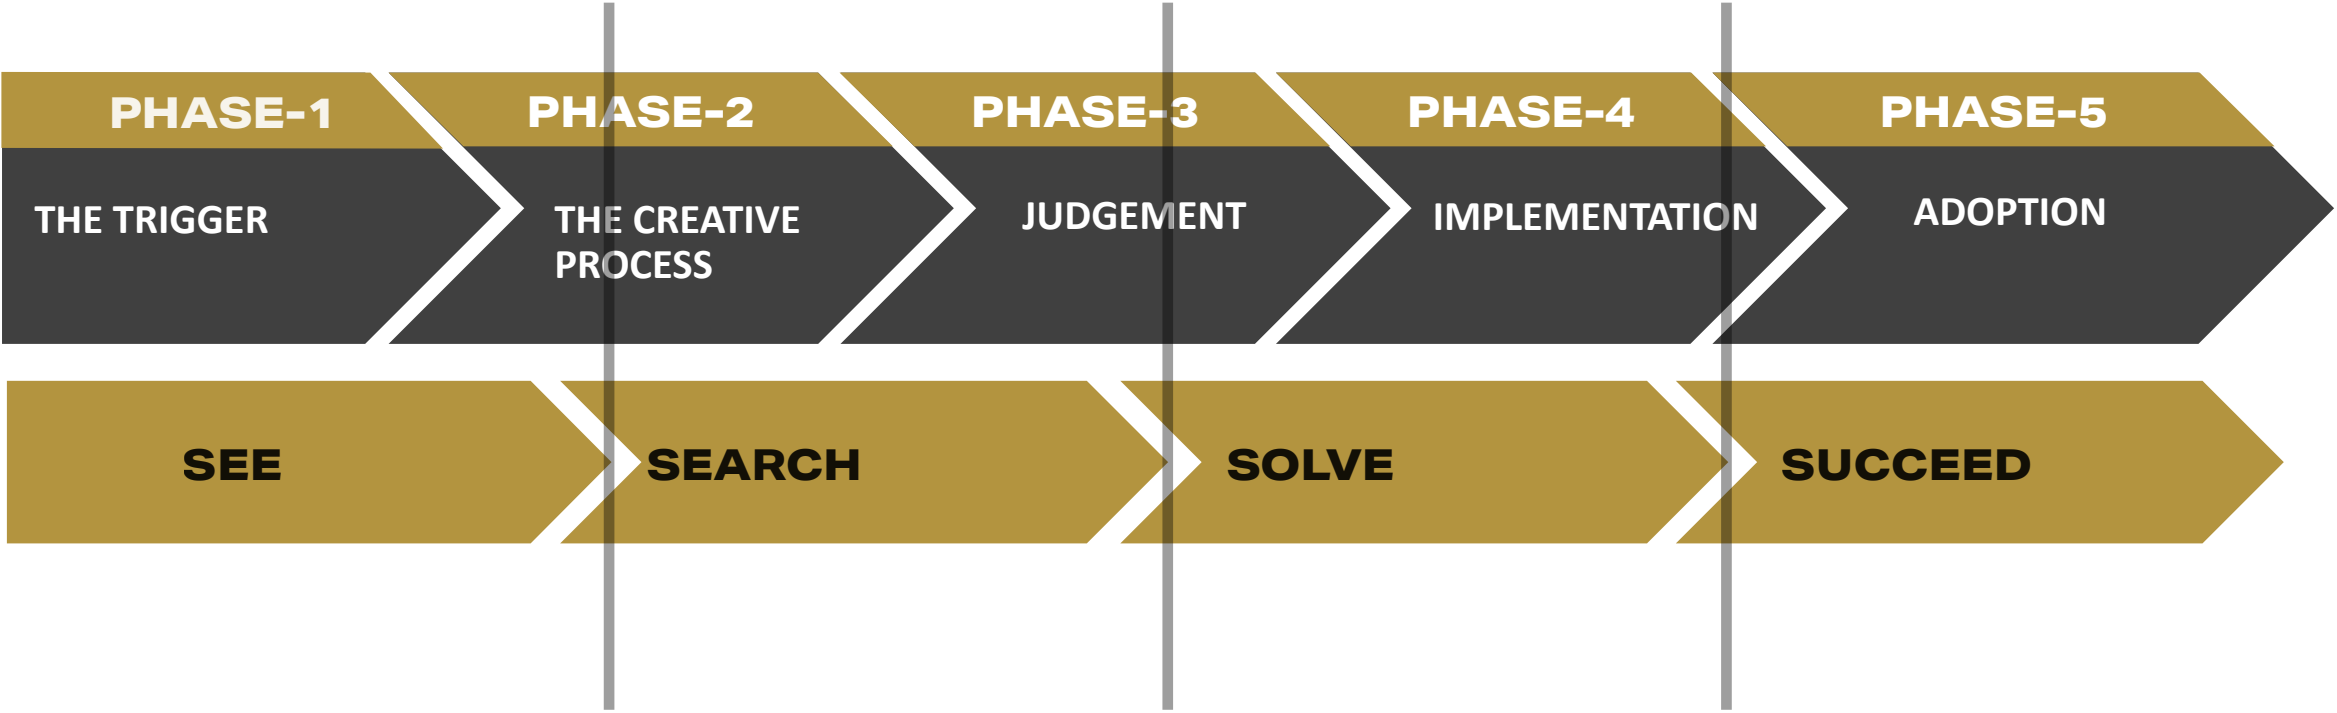 PHASE-1
PHASE-2
PHASE-3
PHASE-4
PHASE-5
THE TRIGGER
THE CREATIVE
PROCESS
JUDGEMENT
IMPLEMENTATION
ADOPTION
SEE
SEARCH
SOLVE
SUCCEED